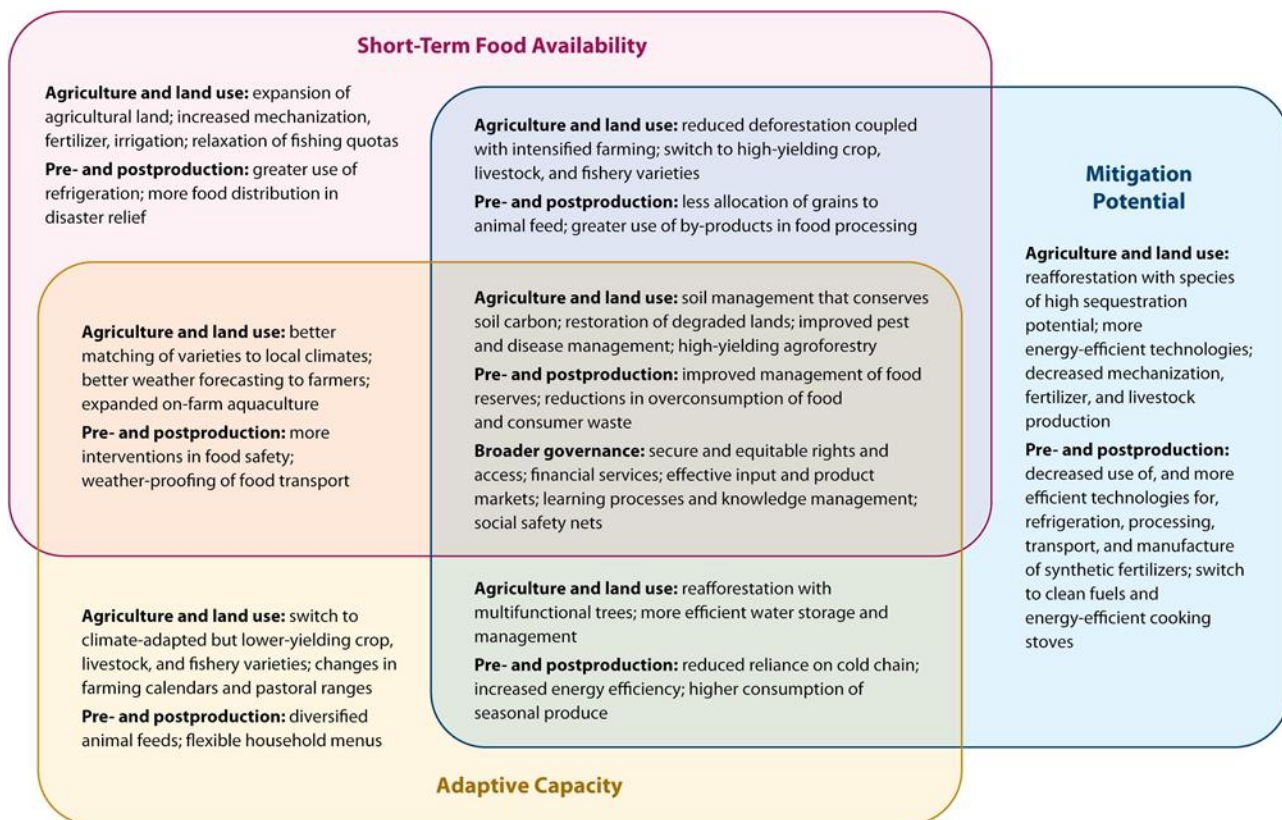 Short-Term Food Availability
Agriculture and land use: expansion of
agricultural land; increased mechanization,
fertilizer, irrigation; relaxation of fishing quotas
Pre- and postproduction: greater use of
refrigeration; more food distribution in
disaster relief
Agriculture and land use: reduced deforestation coupled
with intensified farming; switch to high-yielding crop,
livestock, and fishery varieties
Pre- and postproduction: less allocation of grains to
animal feed; greater use of by-products in food processing
Mitigation
Potential
Agriculture and land use:
reafforestation with species
of high sequestration
potential; more
energy-efficient technologies;
decreased mechanization,
fertilizer, and livestock
production
Pre- and postproduction:
decreased use of, and more
efficient technologies for,
refrigeration, processing,
transport, and manufacture
of synthetic fertilizers; switch
to clean fuels and
energy-efficient cooking
stoves
Agriculture and land use: better
matching of varieties to local climates;
better weather forecasting to farmers;
expanded on-farm aquaculture
Pre- and postproduction: more
interventions in food safety;
weather-proofing of food transport
Agriculture and land use: soil management that conserves
soil carbon; restoration of degraded lands; improved pest
and disease management; high-yielding agroforestry
Pre- and postproduction: improved management of food
reserves; reductions in overconsumption of food
and consumer waste
Broader governance: secure and equitable rights and
access; financial services; effective input and product
markets; learning processes and knowledge management;
social safety nets
Agriculture and land use: switch to
climate-adapted but lower-yielding crop,
livestock, and fishery varieties; changes in
farming calendars and pastoral ranges
Pre- and postproduction: diversified
animal feeds; flexible household menus
Agriculture and land use: reafforestation with
multifunctional trees; more efficient water storage and
management
Pre- and postproduction: reduced reliance on cold chain;
increased energy efficiency; higher consumption of
seasonal produce
Adaptive Capacity